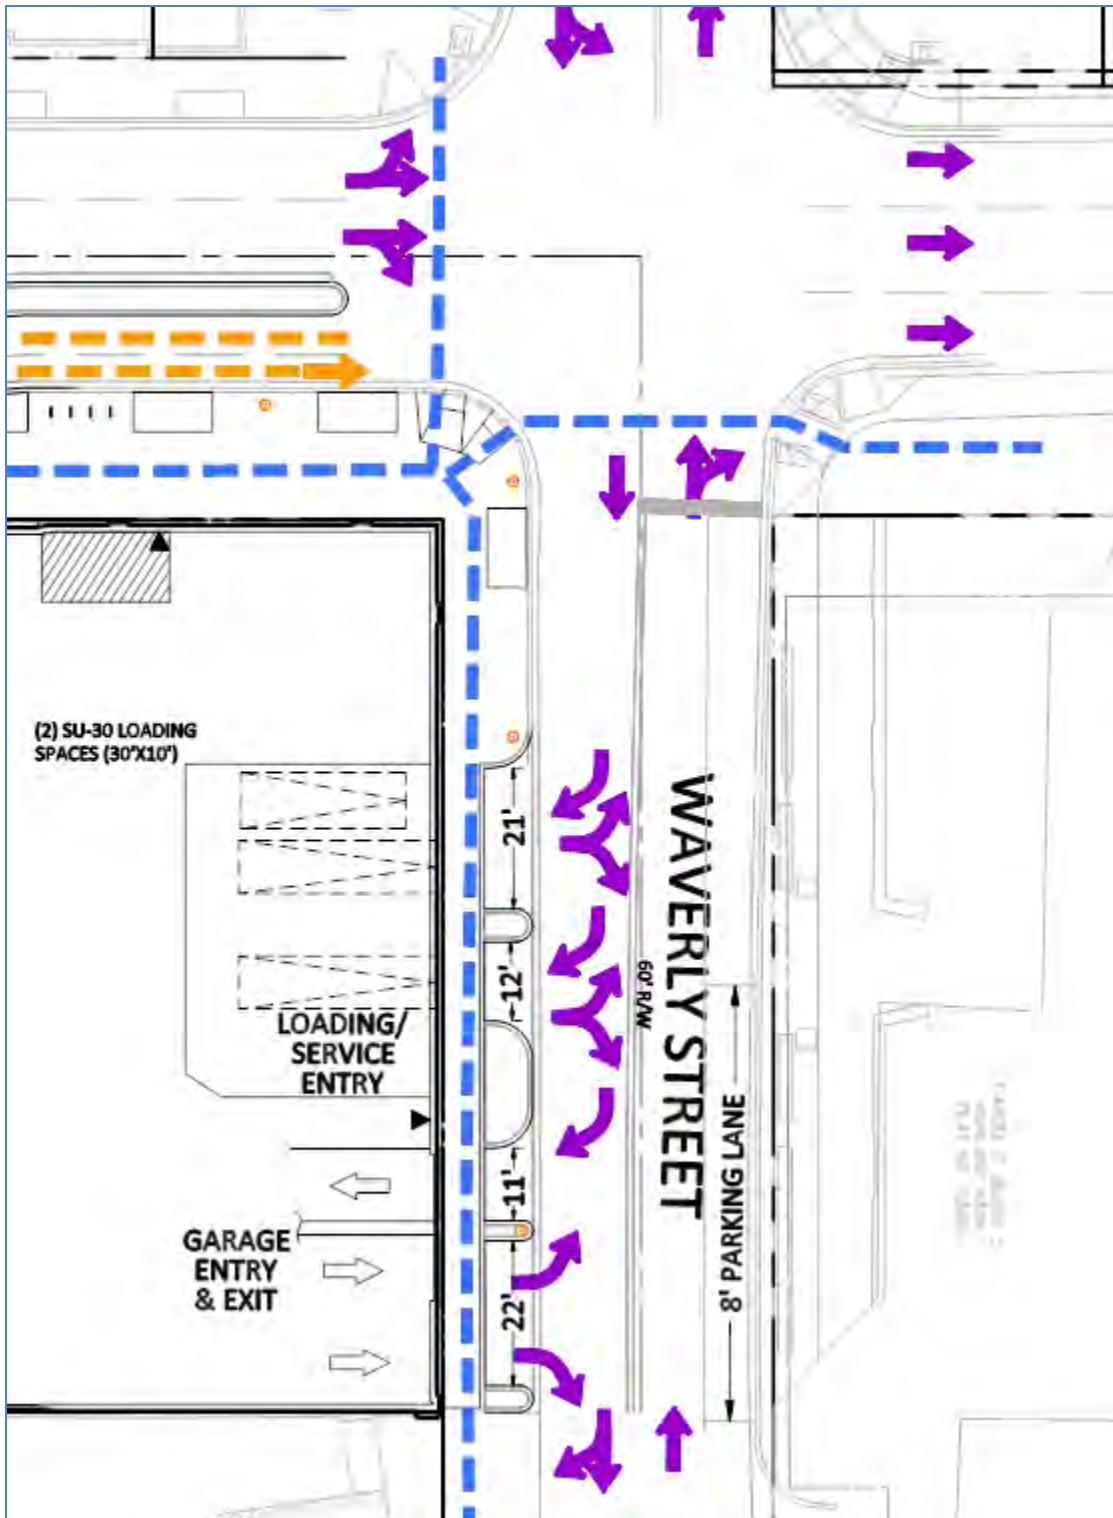 (2) SU-30 LOADING
SPACES (30'X10')
21'
WAVERLY STREET
60' R/W
12'
LOADING/
SERVICE
ENTRY
8' PARKING LANE
11'
GARAGE
ENTRY
& EXIT
22'